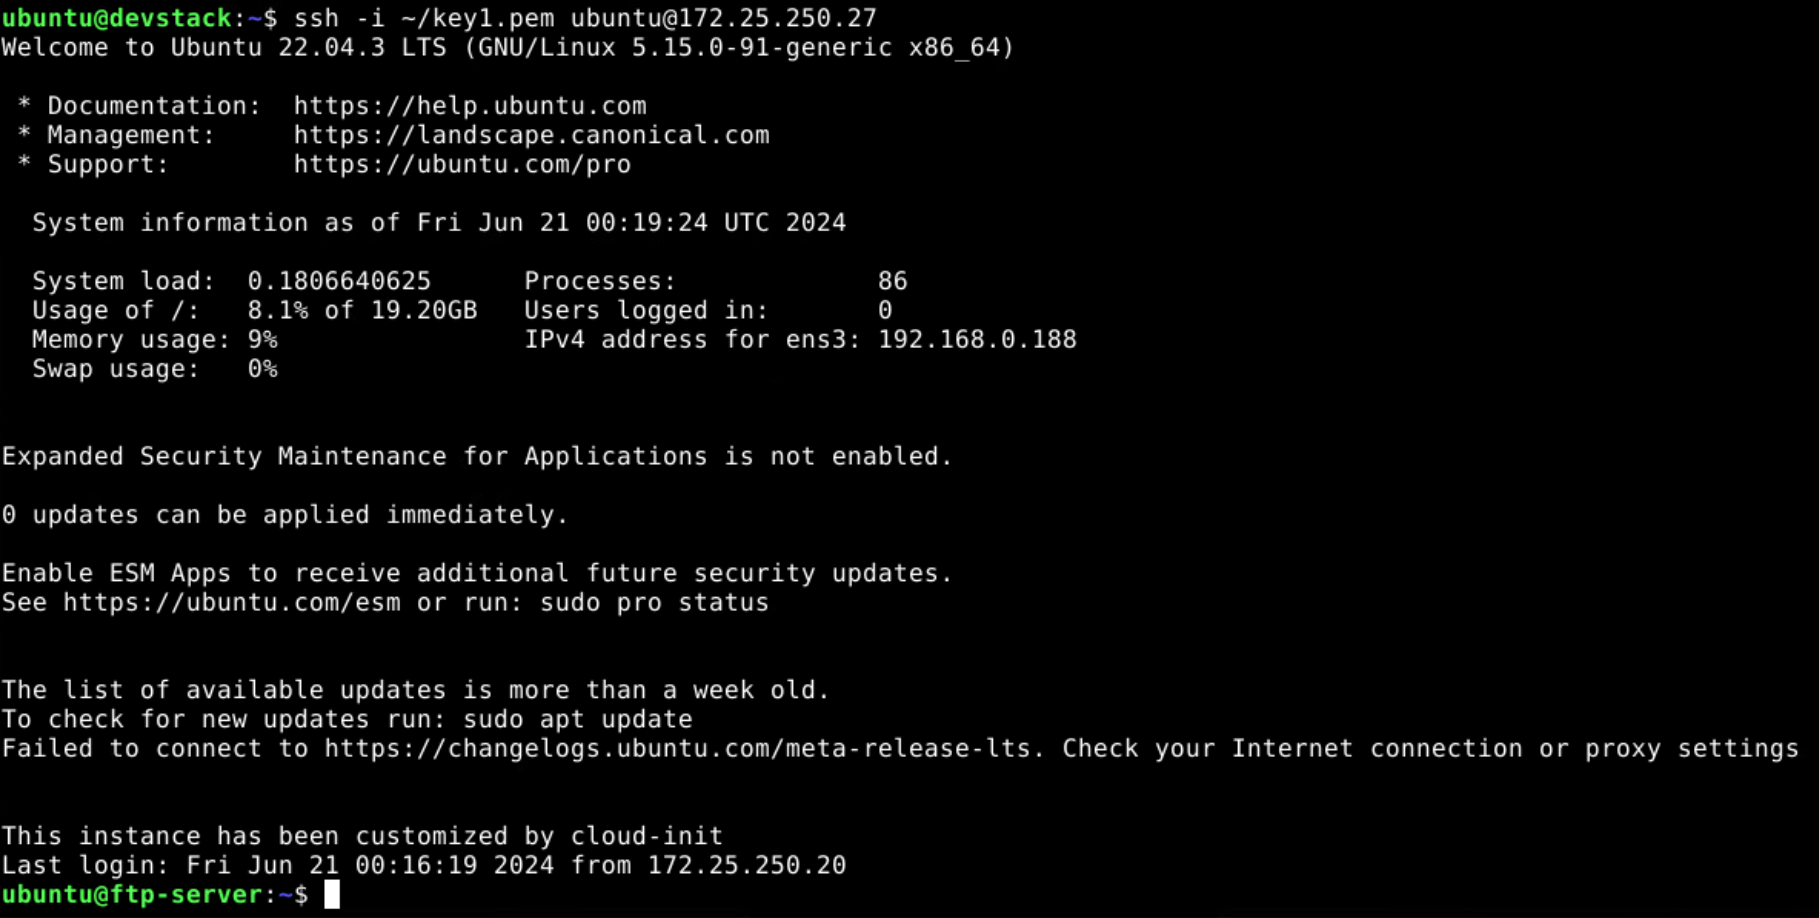 ubuntu@devstack:~$ ssh -i ~/key1.pem ubuntu@172.25.250.27
Welcome to Ubuntu 22.04.3 LTS (GNU/Linux 5.15.0-91-generic x86_64)
* Documentation:  https://help.ubuntu.com
* Management:     https://landscape.canonical.com
* Support:        https://ubuntu.com/pro
System information as of Fri Jun 21 00:19:24 UTC 2024
System load:  0.1806640625      Processes:             86
Usage of /:   8.1% of 19.20GB   Users logged in:       0
Memory usage: 9%                IPv4 address for ens3: 192.168.0.188
Swap usage:   0%
Expanded Security Maintenance for Applications is not enabled.
0 updates can be applied immediately.
Enable ESM Apps to receive additional future security updates.
See https://ubuntu.com/esm or run: sudo pro status
The list of available updates is more than a week old.
To check for new updates run: sudo apt update
Failed to connect to https://changelogs.ubuntu.com/meta-release-lts. Check your Internet connection or proxy settings
This instance has been customized by cloud-init
Last login: Fri Jun 21 00:16:19 2024 from 172.25.250.20
ubuntu@ftp-server:~$